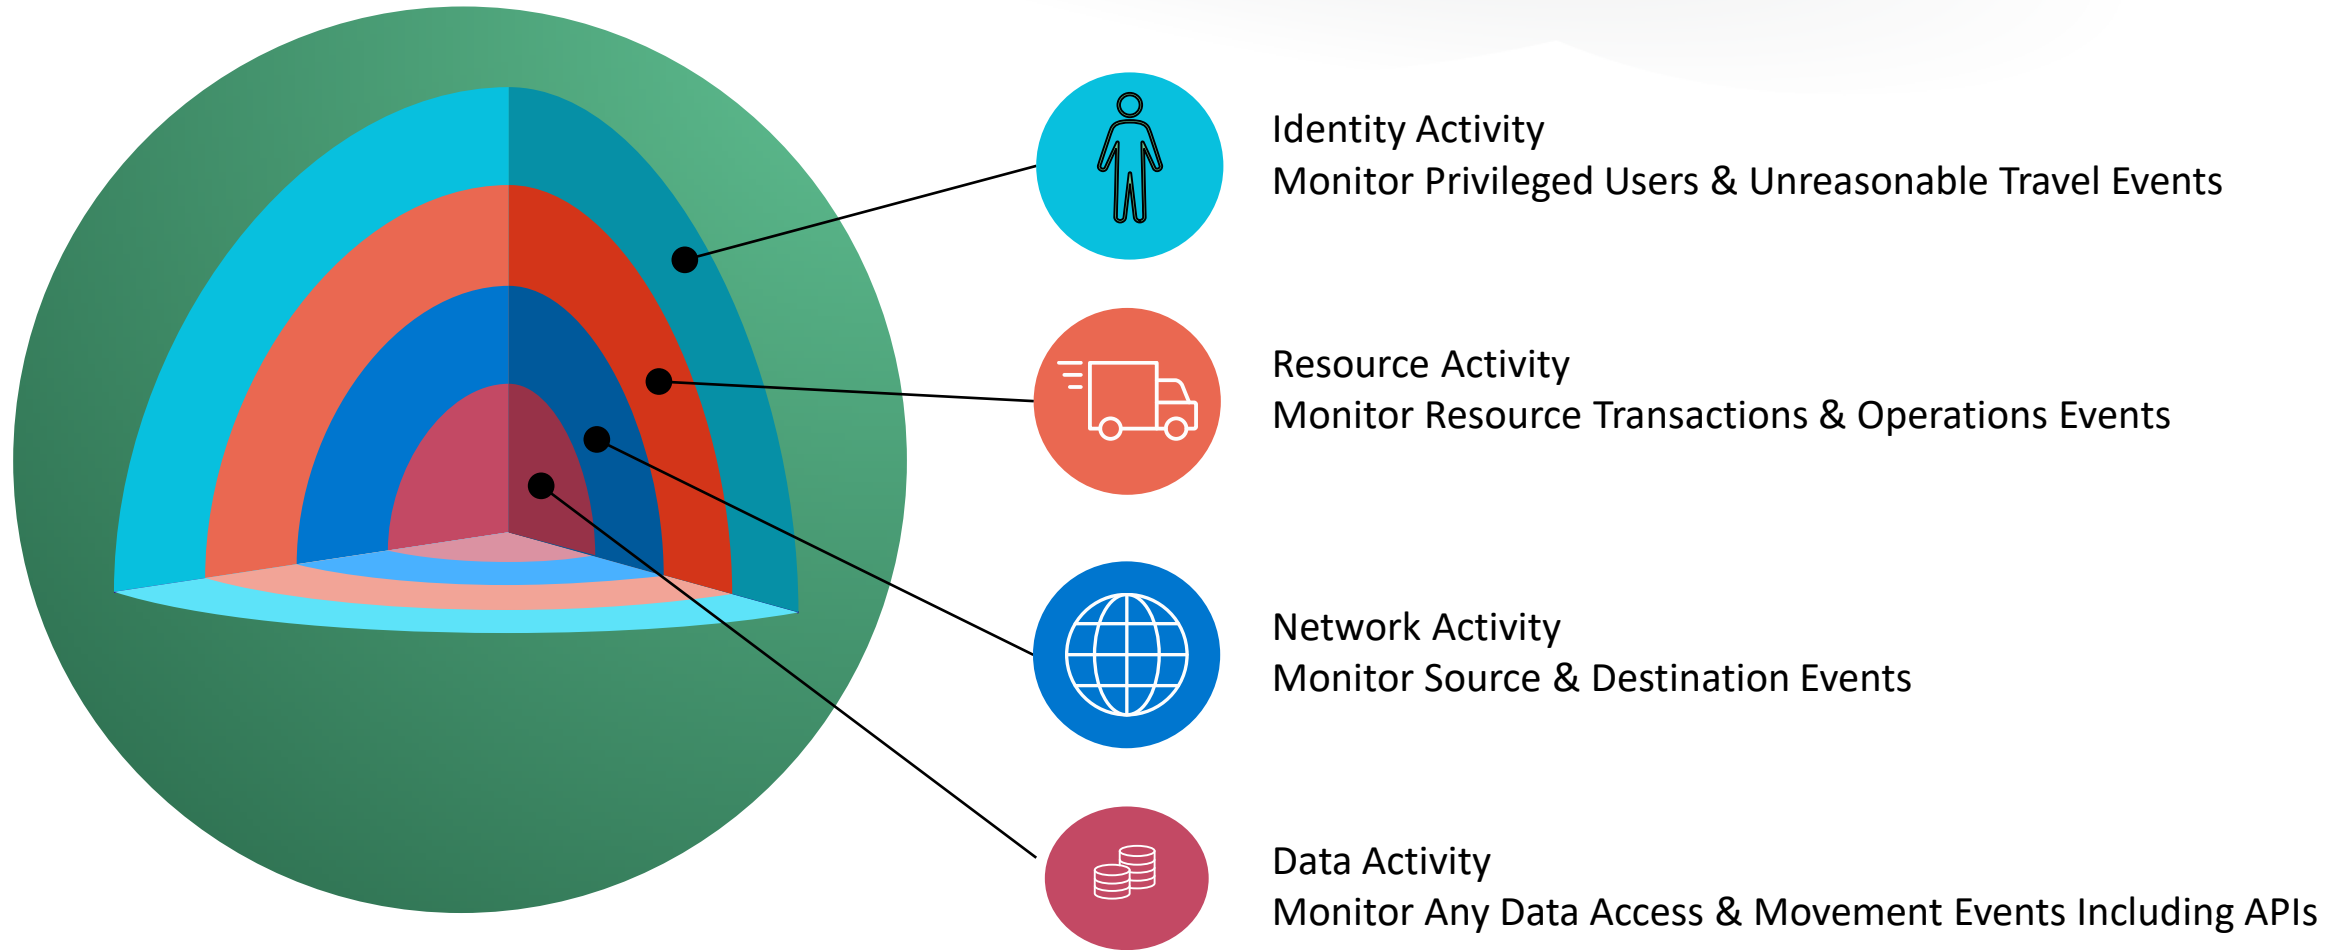 Identity Activity
Monitor Privileged Users & Unreasonable Travel Events
Resource Activity
Monitor Resource Transactions & Operations Events
Network Activity
Monitor Source & Destination Events
Data Activity
Monitor Any Data Access & Movement Events Including APIs